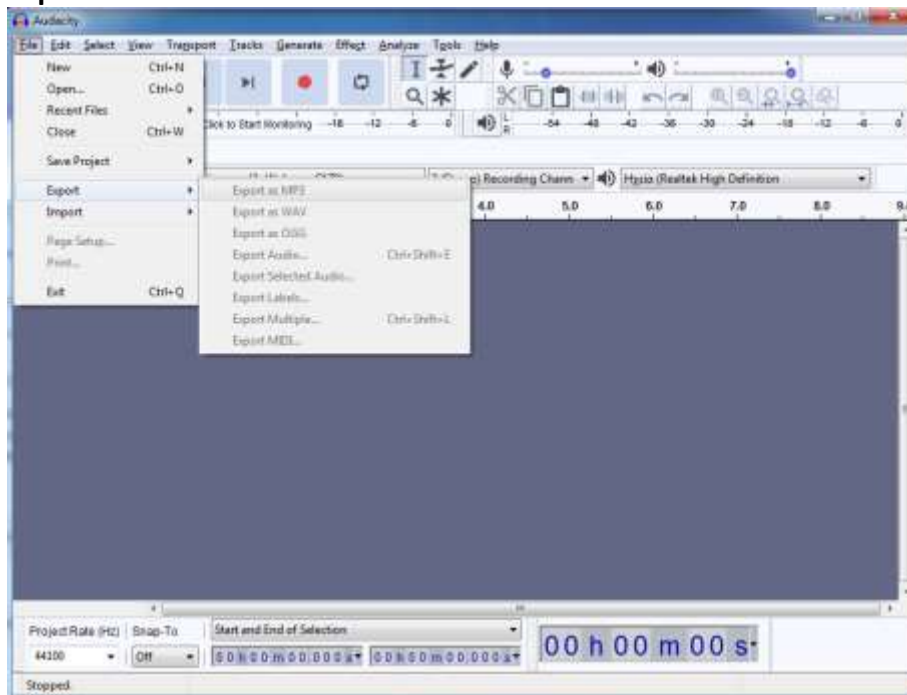 Audacity
File Edit Select View Transport Tracks Generate Effect Analyze Tools Help
New Ctrl+N
Open... Ctrl+O
Recent Files
Close Ctrl+W
Save Project
Export
Import
Page Setup...
Print...
Exit Ctrl+Q
Export as MP3
Export as WAV
Export as OGG
Export Audio... Ctrl+Shift+E
Export Selected Audio...
Export Labels...
Export Multiple... Ctrl+Shift+L
Export MIDI...
Click to Start Monitoring -18 -12 -6 0
L
R
-54 -48 -42 -36 -30 -24 -18 -12 -6 0
Recording Chann
(Realtek High Definition
4.0 5.0 6.0 7.0 8.0 9.
Project Rate (Hz) Snap-To Start and End of Selection
44100 Off 00h00m00.000s 00h00m00.000s
00 h 00 m 00 s
Stopped.